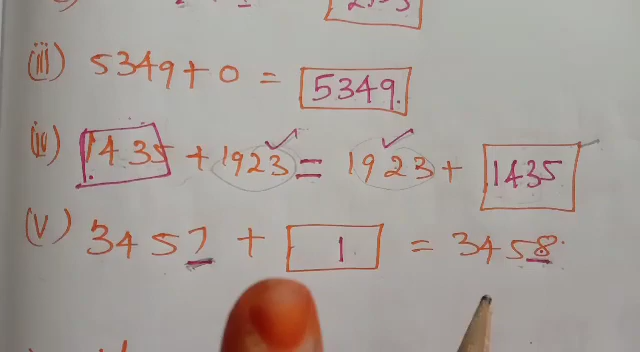 (iii) 5349 + 0 = 5349.
(iv) 1435 + 1923 = 1923 + 1435
(v) 3457 + 1 = 3458